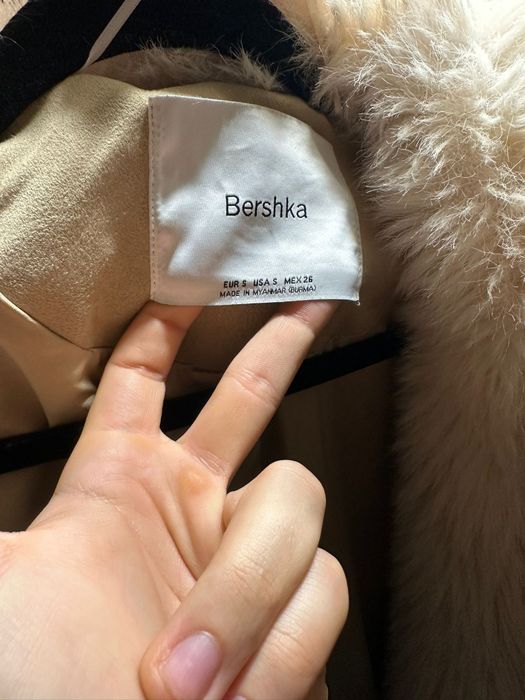 Bershka
EUR S USA S MEX 26
MADE IN MYANMAR (BURMA)